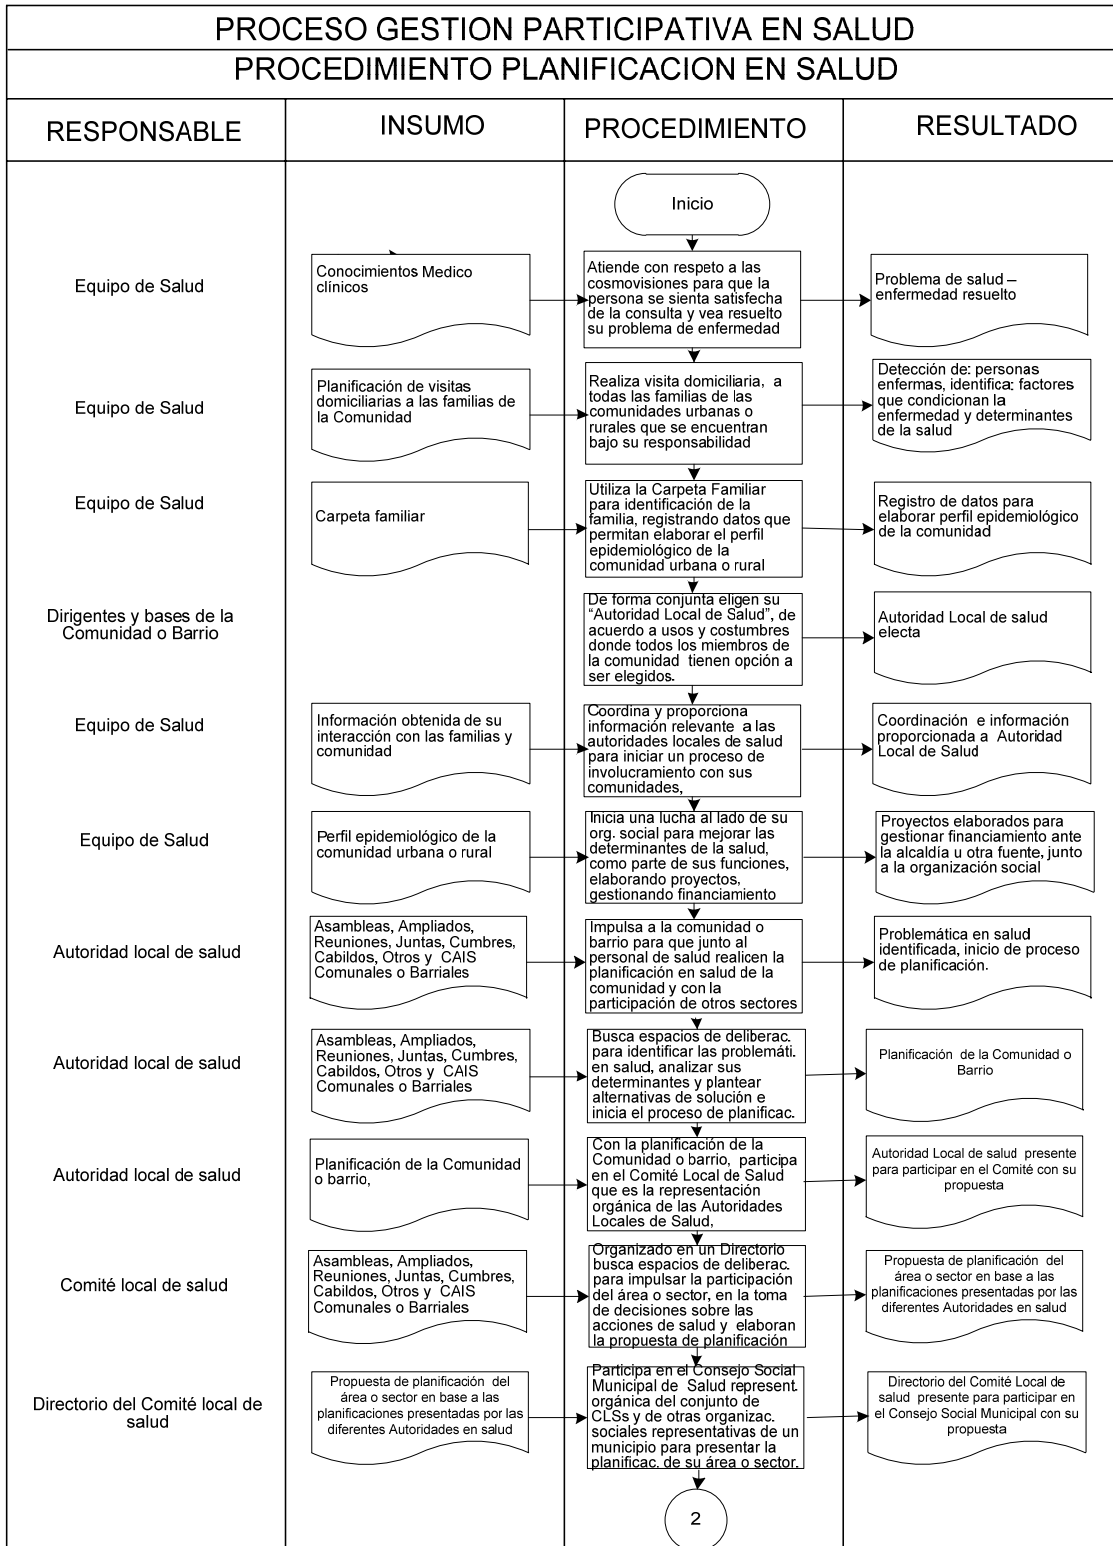 PROCESO GESTION PARTICIPATIVA EN SALUD
PROCEDIMIENTO PLANIFICACION EN SALUD
RESPONSABLE
INSUMO
PROCEDIMIENTO
RESULTADO
Inicio
Equipo de Salud
Conocimientos Medico
clínicos
Atiende con respeto a las
cosmovisiones para que la
persona se sienta satisfecha
de la consulta y vea resuelto
su problema de enfermedad
Problema de salud –
enfermedad resuelto
Equipo de Salud
Planificación de visitas
domiciliarias a las familias de
la Comunidad
Realiza visita domiciliaria, a
todas las familias de las
comunidades urbanas o
rurales que se encuentran
bajo su responsabilidad
Detección de: personas
enfermas, identifica: factores
que condicionan la
enfermedad y determinantes
de la salud
Equipo de Salud
Carpeta familiar
Utiliza la Carpeta Familiar
para identificación de la
familia, registrando datos que
permitan elaborar el perfil
epidemiológico de la
comunidad urbana o rural
Registro de datos para
elaborar perfil epidemiológico
de la comunidad
Dirigentes y bases de la
Comunidad o Barrio
De forma conjunta eligen su
“Autoridad Local de Salud”, de
acuerdo a usos y costumbres
donde todos los miembros de
la comunidad tienen opción a
ser elegidos.
Autoridad Local de salud
electa
Equipo de Salud
Información obtenida de su
interacción con las familias y
comunidad
Coordina y proporciona
información relevante a las
autoridades locales de salud
para iniciar un proceso de
involucramiento con sus
comunidades,
Coordinación e información
proporcionada a Autoridad
Local de Salud
Equipo de Salud
Perfil epidemiológico de la
comunidad urbana o rural
Inicia una lucha al lado de su
org. social para mejorar las
determinantes de la salud,
como parte de sus funciones,
elaborando proyectos,
gestionando financiamiento
Proyectos elaborados para
gestionar financiamiento ante
la alcaldía u otra fuente, junto
a la organización social
Autoridad local de salud
Asambleas, Ampliados,
Reuniones, Juntas, Cumbres,
Cabildos, Otros y CAIS
Comunales o Barriales
Impulsa a la comunidad o
barrio para que junto al
personal de salud realicen la
planificación en salud de la
comunidad y con la
participación de otros sectores
Problemática en salud
identificada, inicio de proceso
de planificación.
Autoridad local de salud
Asambleas, Ampliados,
Reuniones, Juntas, Cumbres,
Cabildos, Otros y CAIS
Comunales o Barriales
Busca espacios de deliberac.
para identificar las problemáti.
en salud, analizar sus
determinantes y plantear
alternativas de solución e
inicia el proceso de planificac.
Planificación de la Comunidad o
Barrio
Autoridad local de salud
Planificación de la Comunidad
o barrio,
Con la planificación de la
Comunidad o barrio, participa
en el Comité Local de Salud
que es la representación
orgánica de las Autoridades
Locales de Salud,
Autoridad Local de salud presente
para participar en el Comité con su
propuesta
Comité local de salud
Asambleas, Ampliados,
Reuniones, Juntas, Cumbres,
Cabildos, Otros y CAIS
Comunales o Barriales
Organizado en un Directorio
busca espacios de deliberac.
para impulsar la participación
del área o sector, en la toma
de decisiones sobre las
acciones de salud y elaboran
la propuesta de planificación
Propuesta de planificación del
área o sector en base a las
planificaciones presentadas por las
diferentes Autoridades en salud
Directorio del Comité local de
salud
Propuesta de planificación del
área o sector en base a las
planificaciones presentadas por las
diferentes Autoridades en salud
Participa en el Consejo Social
Municipal de Salud represent.
orgánica del conjunto de
CLSs y de otras organizac.
sociales representativas de un
municipio para presentar la
planificac. de su área o sector.
Directorio del Comité Local de
salud presente para participar en
el Consejo Social Municipal con su
propuesta
2